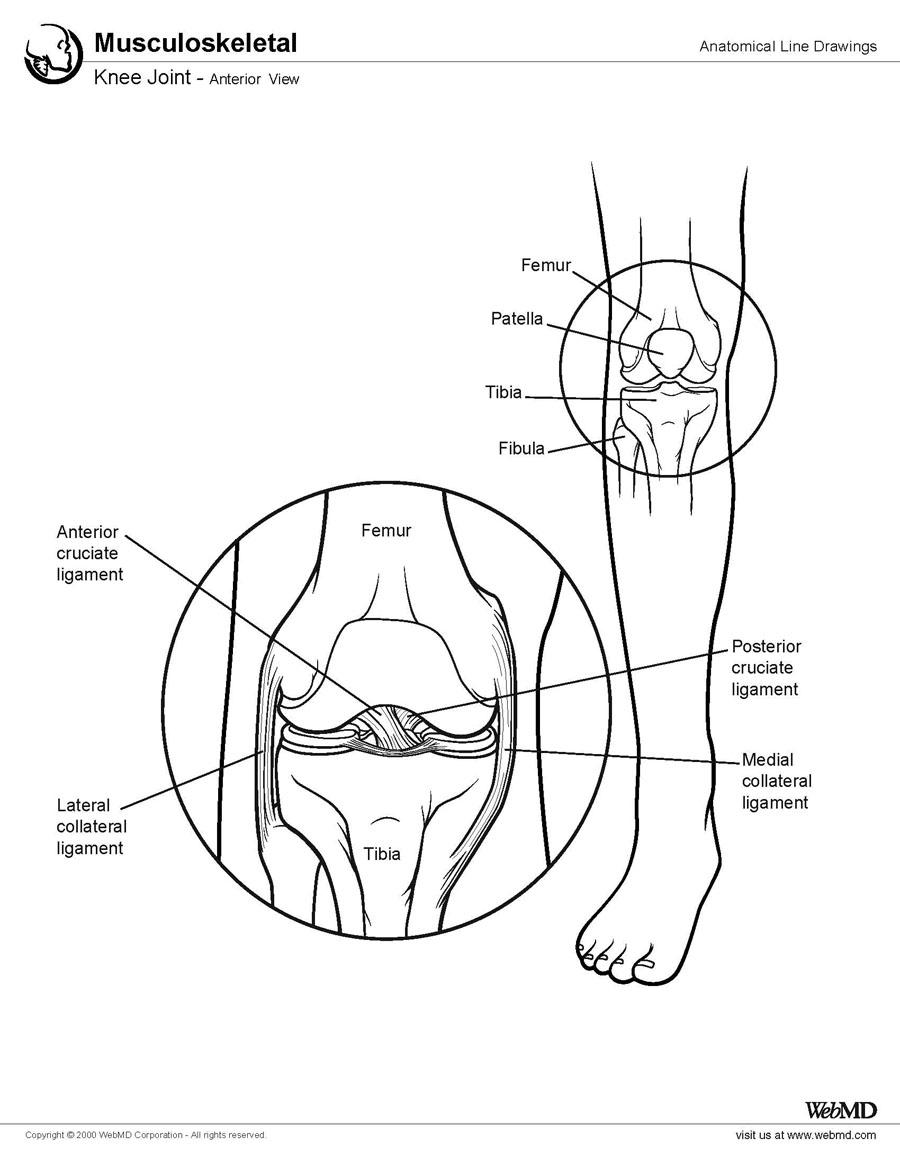 Musculoskeletal
Anatomical Line Drawings
Knee Joint - Anterior View
Femur
Patella
Tibia
Fibula
Anterior
cruciate
ligament
Femur
Posterior
cruciate
ligament
Medial
collateral
ligament
Lateral
collateral
ligament
Tibia
WebMD
Copyright © 2000 WebMD Corporation - All rights reserved.
visit us at www.webmd.com